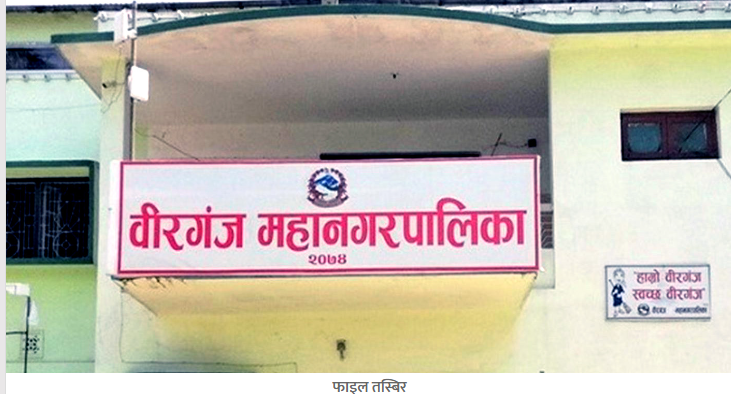 वीरगंज महानगरपालिका
२०७४
"हाम्रो वीरगंज
स्वच्छ वीरगंज"
महानगरपालिका
फाइल तस्बिर